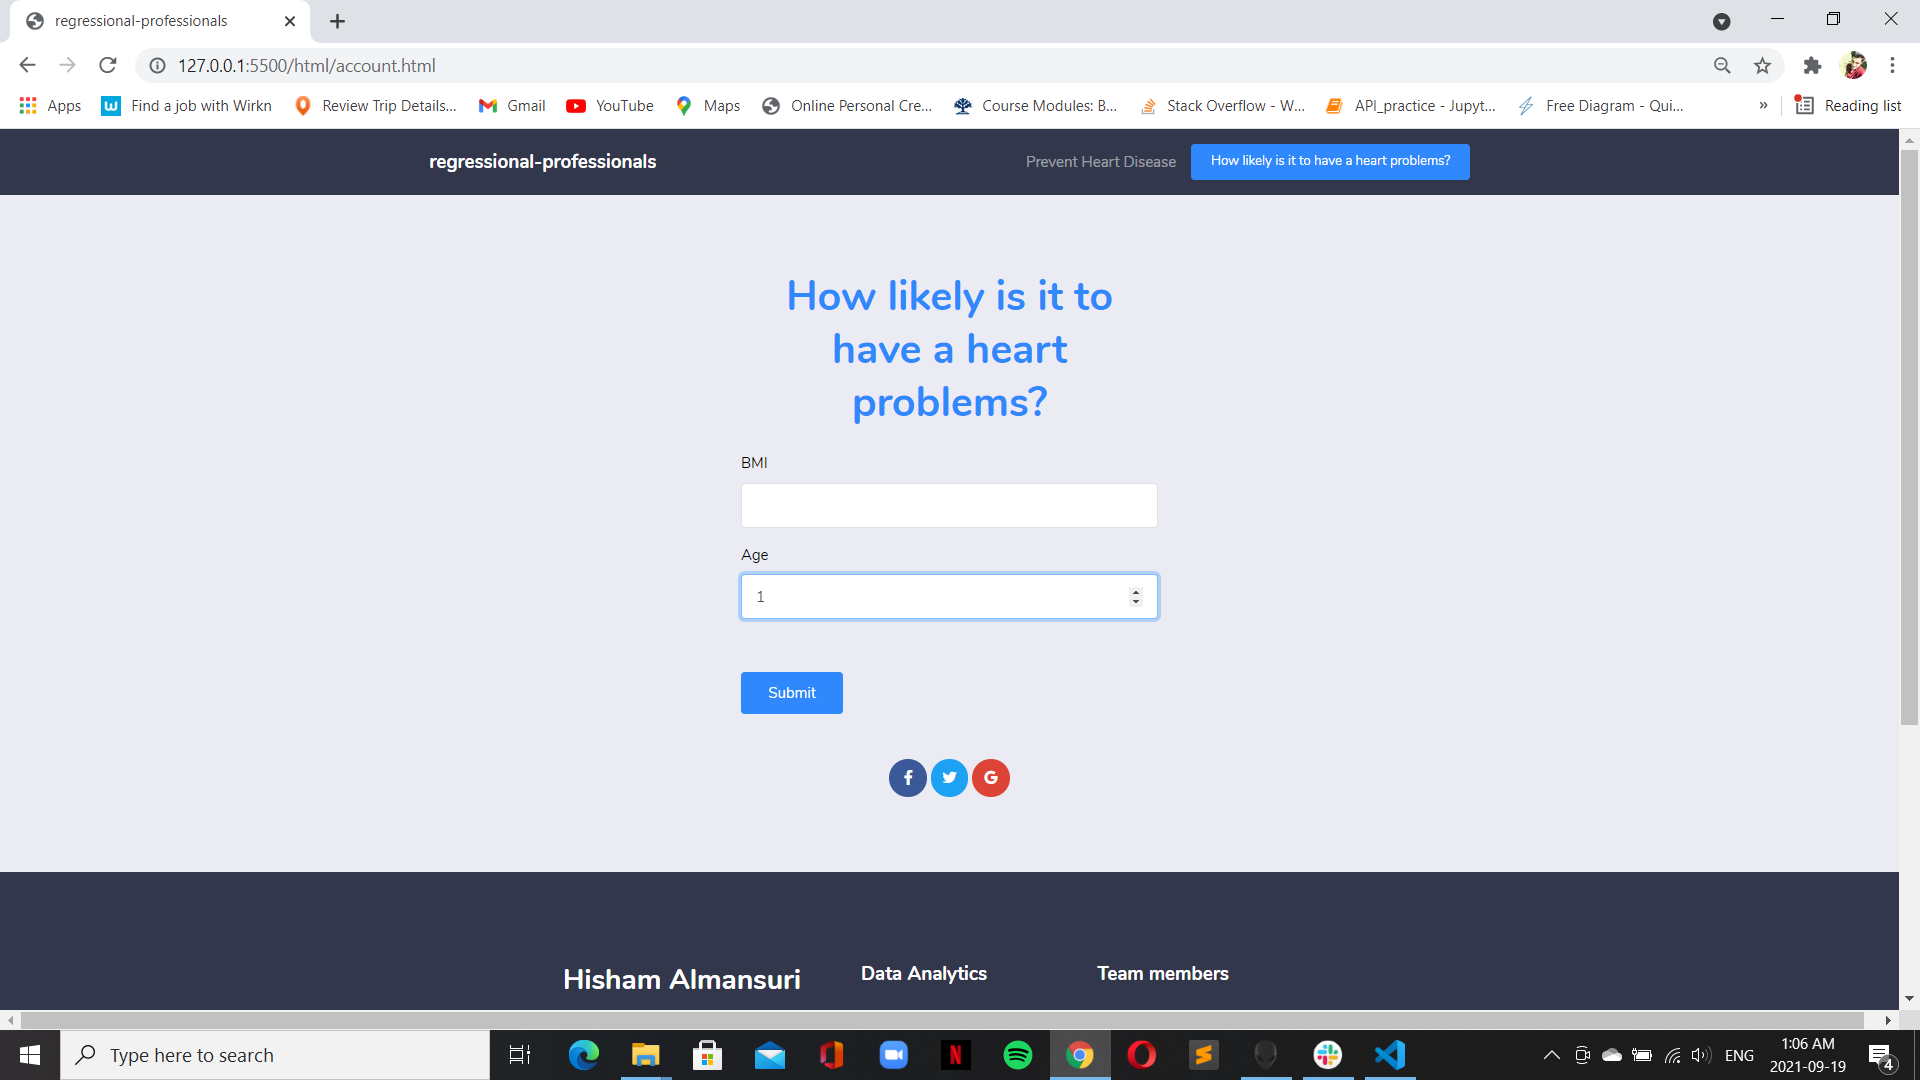 regressional-professionals
127.0.0.1:5500/html/account.html
Apps
Find a job with Wirkn
Review Trip Details...
Gmail
YouTube
Maps
Online Personal Cre...
Course Modules: B...
Stack Overflow - W...
API_practice - Jupyt...
Free Diagram - Qui...
»
Reading list
regressional-professionals
Prevent Heart Disease
How likely is it to have a heart problems?
How likely is it to
have a heart
problems?
BMI
Age
1
Submit
Hisham Almansuri
Data Analytics
Team members
Type here to search
ENG
1:06 AM
2021-09-19
4